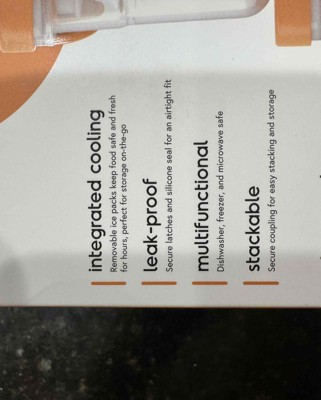 integrated cooling
Removable ice packs keep food safe and fresh
for hours, perfect for storage on-the-go
leak-proof
Secure latches and silicone seal for an airtight fit
multifunctional
Dishwasher, freezer, and microwave safe
stackable
Secure coupling for easy stacking and storage